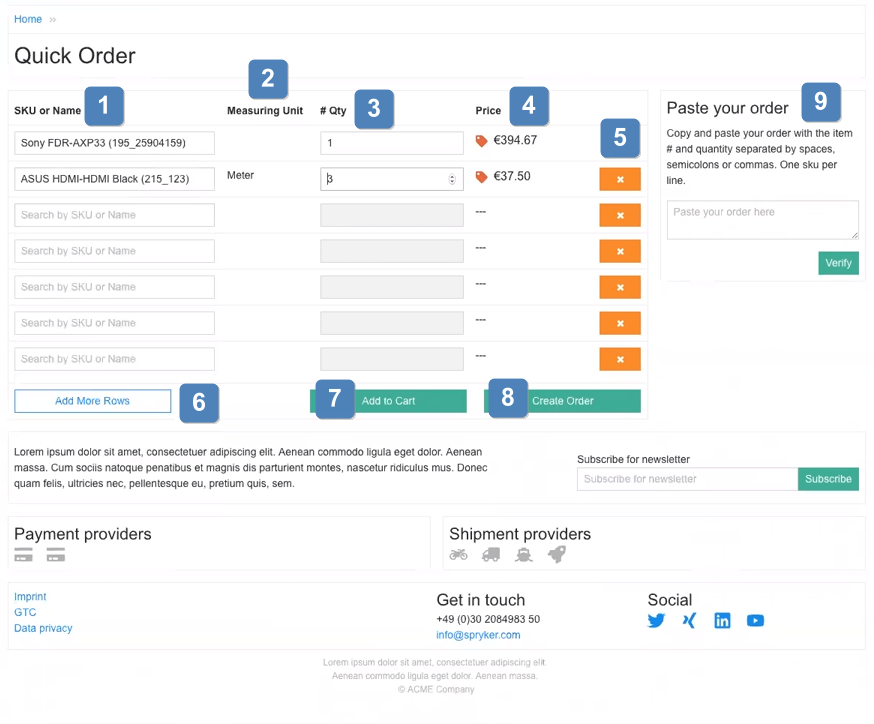 Home »
Quick Order
SKU or Name 1 2 Measuring Unit # Qty 3 Price 4
5
Sony FDR-AXP33 (195_25904159) 1 €394.67
ASUS HDMI-HDMI Black (215_123) Meter 3 €37.50
Search by SKU or Name ---
Search by SKU or Name ---
Search by SKU or Name ---
Search by SKU or Name ---
Search by SKU or Name ---
Add More Rows 6 7 Add to Cart 8 Create Order
Paste your order 9
Copy and paste your order with the item
# and quantity separated by spaces,
semicolons or commas. One sku per
line.
Paste your order here
Verify
Lorem ipsum dolor sit amet, consectetuer adipiscing elit. Aenean commodo ligula eget dolor. Aenean
massa. Cum sociis natoque penatibus et magnis dis parturient montes, nascetur ridiculus mus. Donec
quam felis, ultricies nec, pellentesque eu, pretium quis, sem.
Subscribe for newsletter
Subscribe for newsletter Subscribe
Payment providers
Shipment providers
Imprint
GTC
Data privacy
Get in touch
+49 (0)30 2084983 50
info@spryker.com
Social
Lorem ipsum dolor sit amet, consectetuer adipiscing elit
Aenean commodo ligula eget dolor. Aenean massa.
© ACME Company